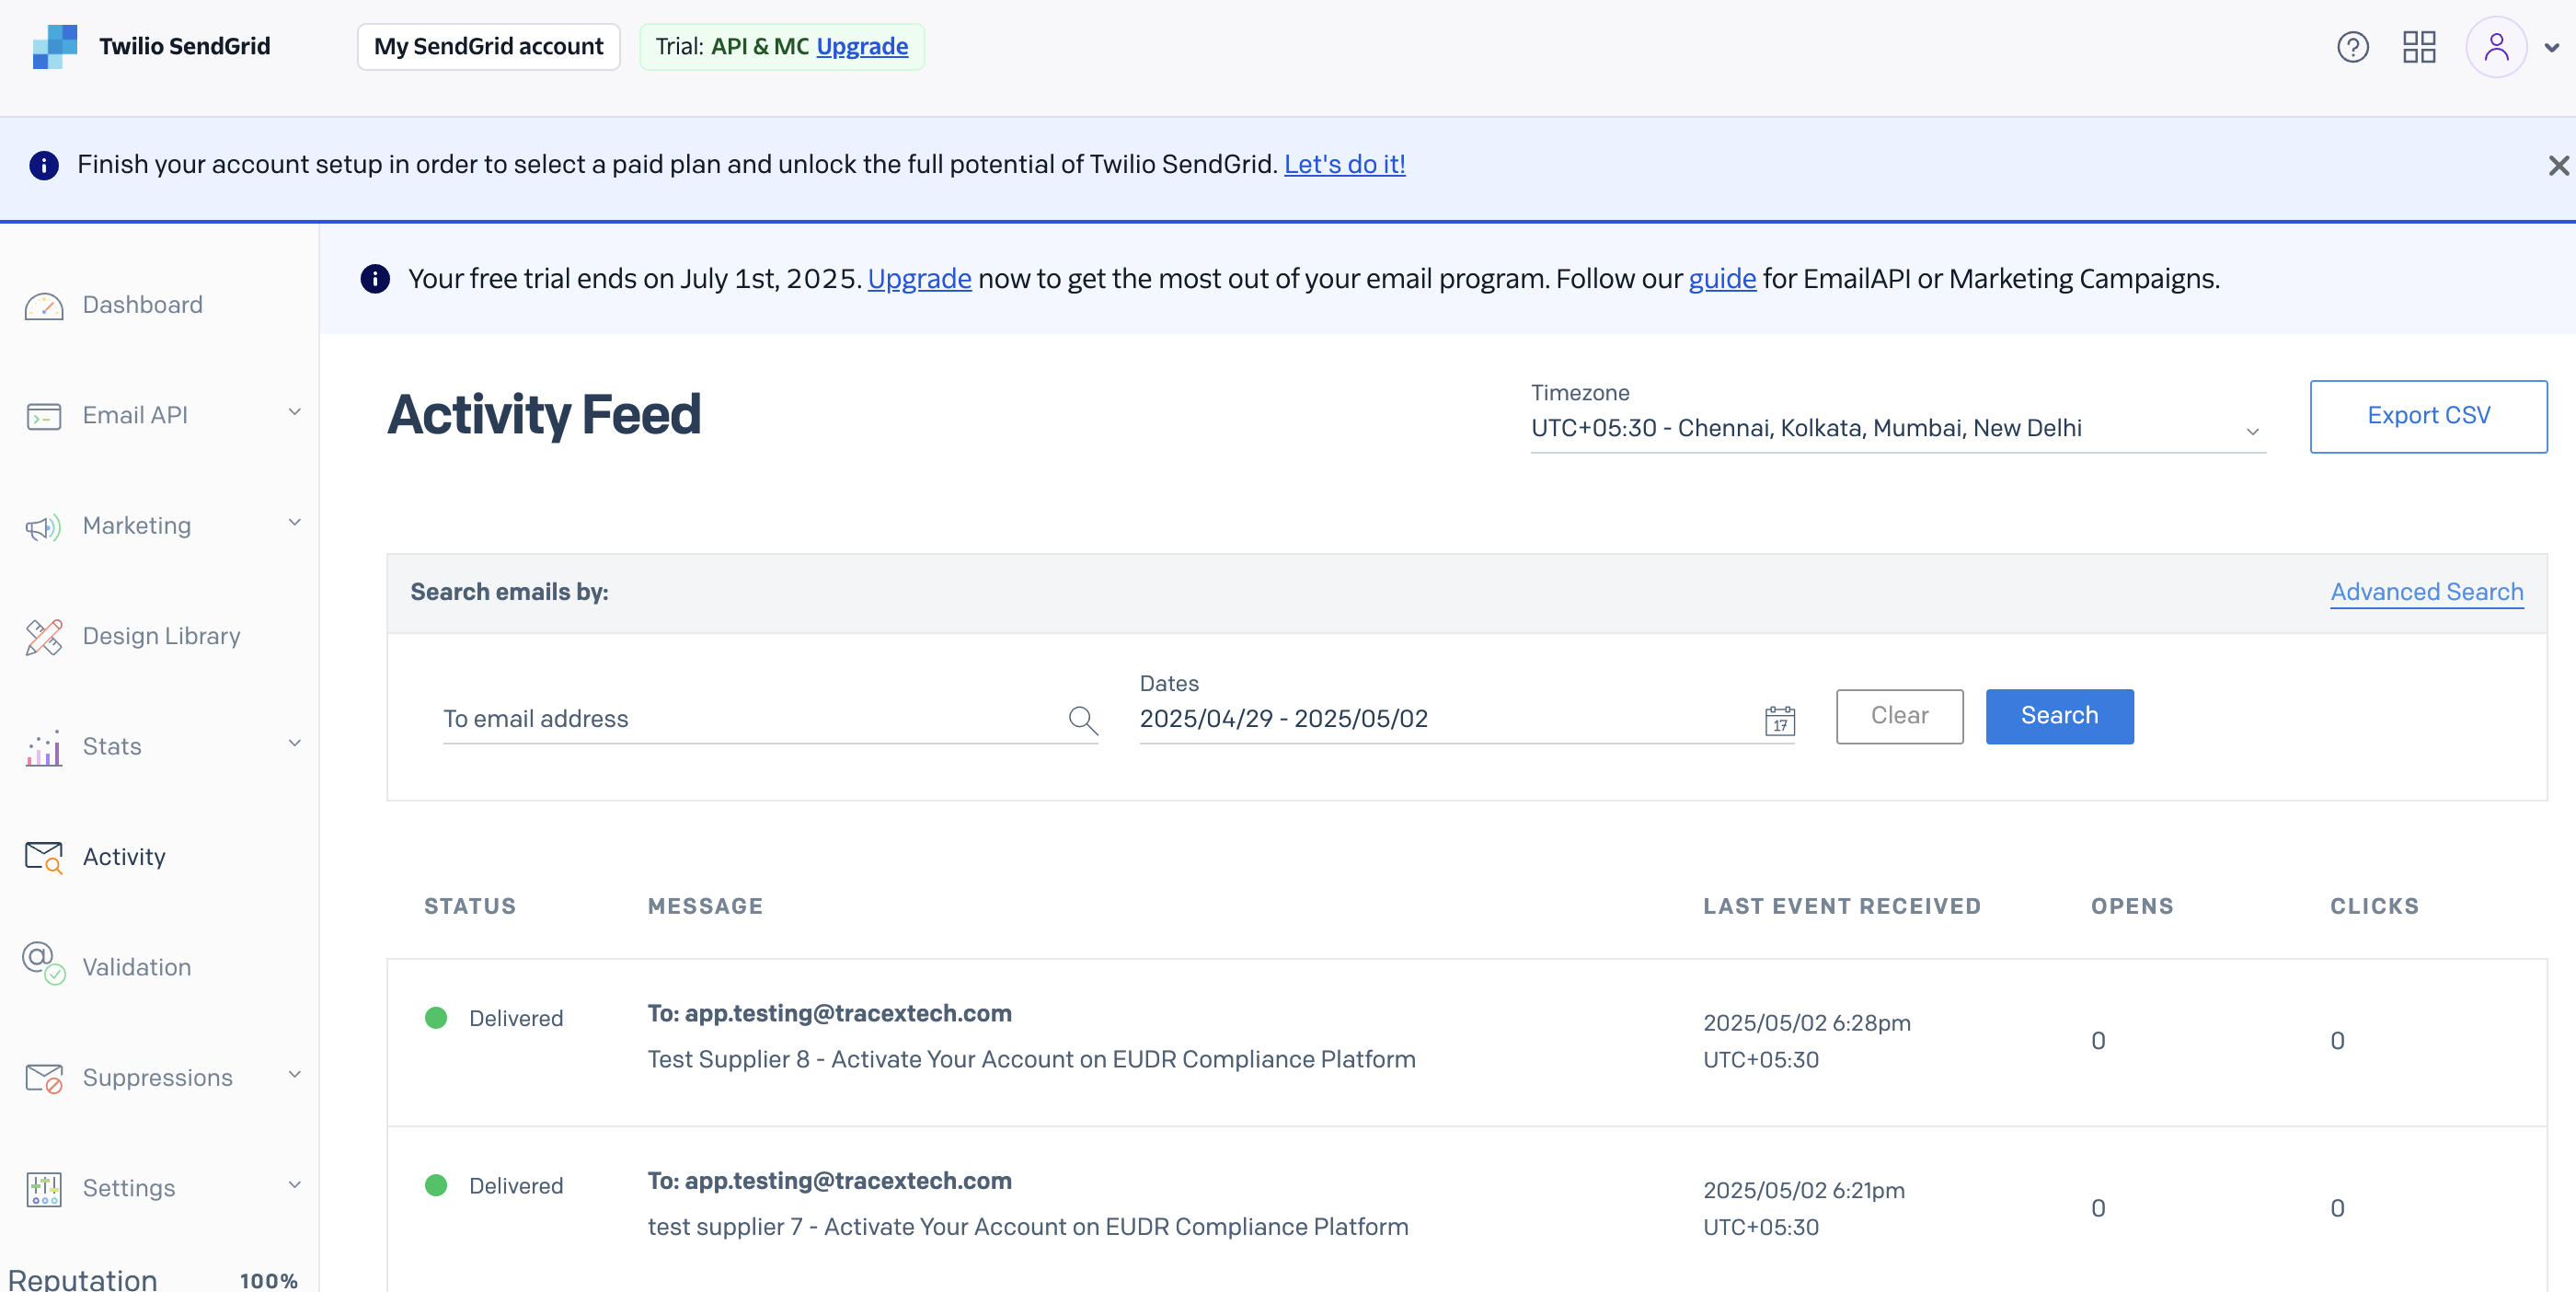 Twilio SendGrid
My SendGrid account
Trial: API & MC Upgrade
Finish your account setup in order to select a paid plan and unlock the full potential of Twilio SendGrid. Let's do it!
Your free trial ends on July 1st, 2025. Upgrade now to get the most out of your email program. Follow our guide for EmailAPI or Marketing Campaigns.
Dashboard
Email API
Marketing
Design Library
Stats
Activity
Validation
Suppressions
Settings
Reputation 100%
Activity Feed
Timezone
UTC+05:30 - Chennai, Kolkata, Mumbai, New Delhi
Export CSV
Search emails by:
Advanced Search
To email address
Dates
2025/04/29 - 2025/05/02
17
Clear
Search
STATUS MESSAGE LAST EVENT RECEIVED OPENS CLICKS
Delivered
To: app.testing@tracextech.com
Test Supplier 8 - Activate Your Account on EUDR Compliance Platform
2025/05/02 6:28pm
UTC+05:30
0
0
Delivered
To: app.testing@tracextech.com
test supplier 7 - Activate Your Account on EUDR Compliance Platform
2025/05/02 6:21pm
UTC+05:30
0
0